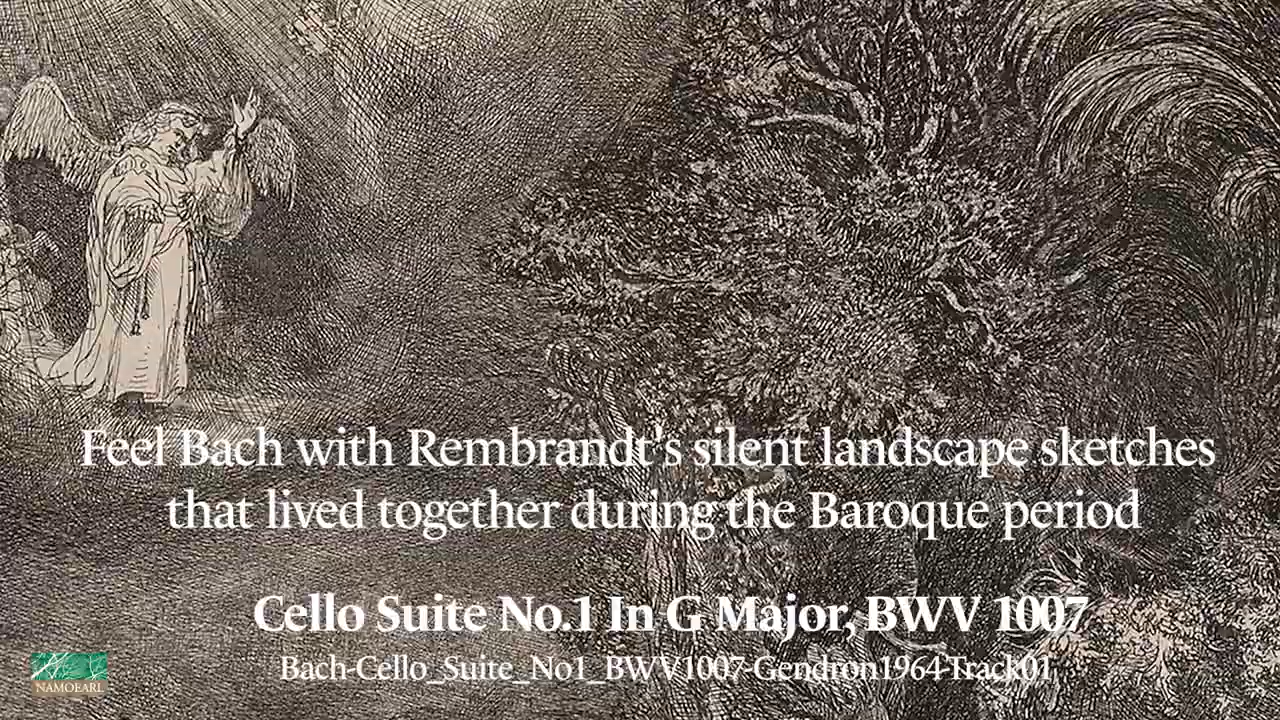 Feel Bach with Rembrandt's silent landscape sketches
that lived together during the Baroque period
Cello Suite No.1 In G Major, BWV 1007
Bach-Cello_Suite_No1_BWV1007-Gendron1964-Track01
NAMOEARL